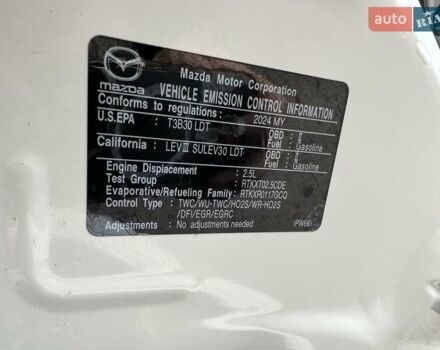 RIA
Mazda Motor Corporation
mazda
VEHICLE EMISSION CONTROL INFORMATION
Conforms to regulations: 2024 MY
U.S.EPA : T3B30 LDT OBD : II
Fuel : Gasoline
California : LEVIII SULEV30 LDT OBD : II
Fuel : Gasoline
Engine Displacement : 2.5L
Test Group : RTKXT02.5CDE
Evaporative/Refueling Family: RTKXR0117GCQ
Control Type : TWC/WU-TWC/HO2S/WR-HO2S
/DFI/EGR/EGRC
Adjustments : No adjustments needed